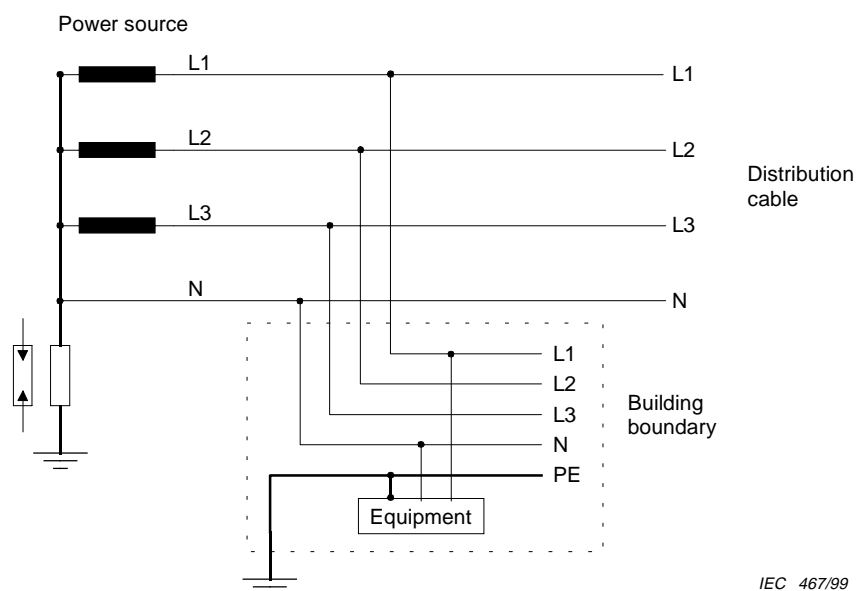 Power source
L1
L1
L2
L2
Distribution
cable
L3
L3
N
N
L1
L2
L3
Building
boundary
N
PE
Equipment
IEC 467/99